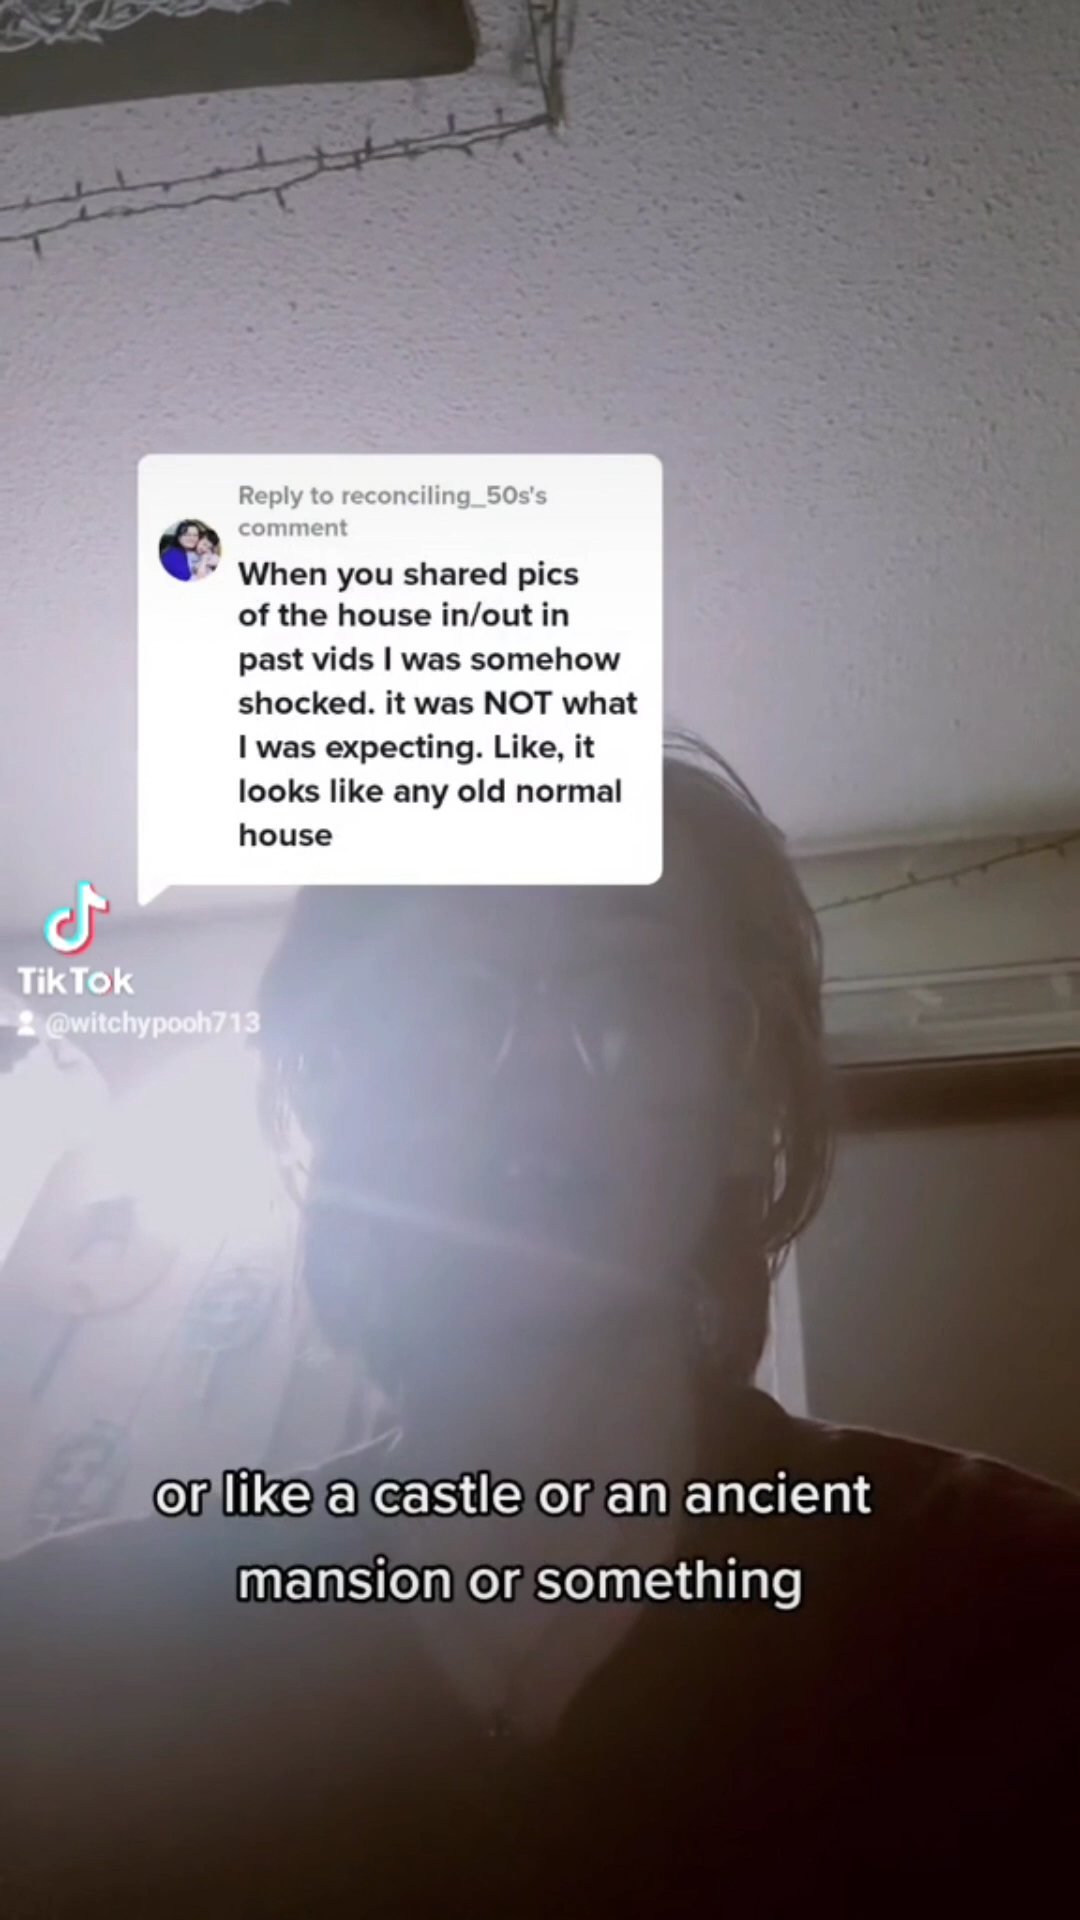 Reply to reconciling_50s's
comment
When you shared pics
of the house in/out in
past vids I was somehow
shocked. it was NOT what
I was expecting. Like, it
looks like any old normal
house
TikTok
@witchypooh713
or like a castle or an ancient
mansion or something